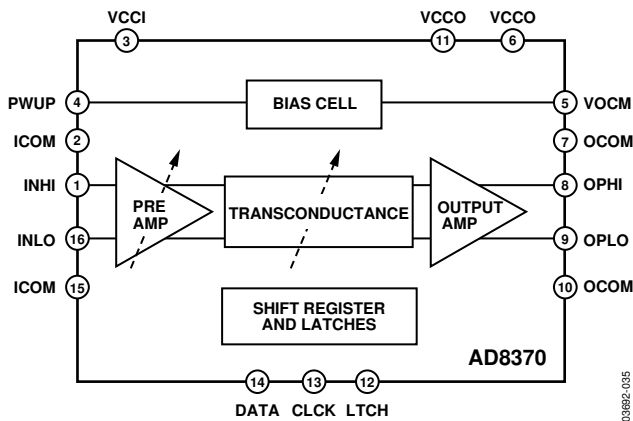 VCCI VCCO VCCO
3 11 6
PWUP 4 BIAS CELL 5 VOCM
ICOM 2 7 OCOM
INHI 1 8 OPHI
PRE AMP
TRANSCONDUCTANCE
OUTPUT AMP
INLO 16 9 OPLO
ICOM 15 10 OCOM
SHIFT REGISTER
AND LATCHES
AD8370
14 13 12
DATA CLCK LTCH
03692-035